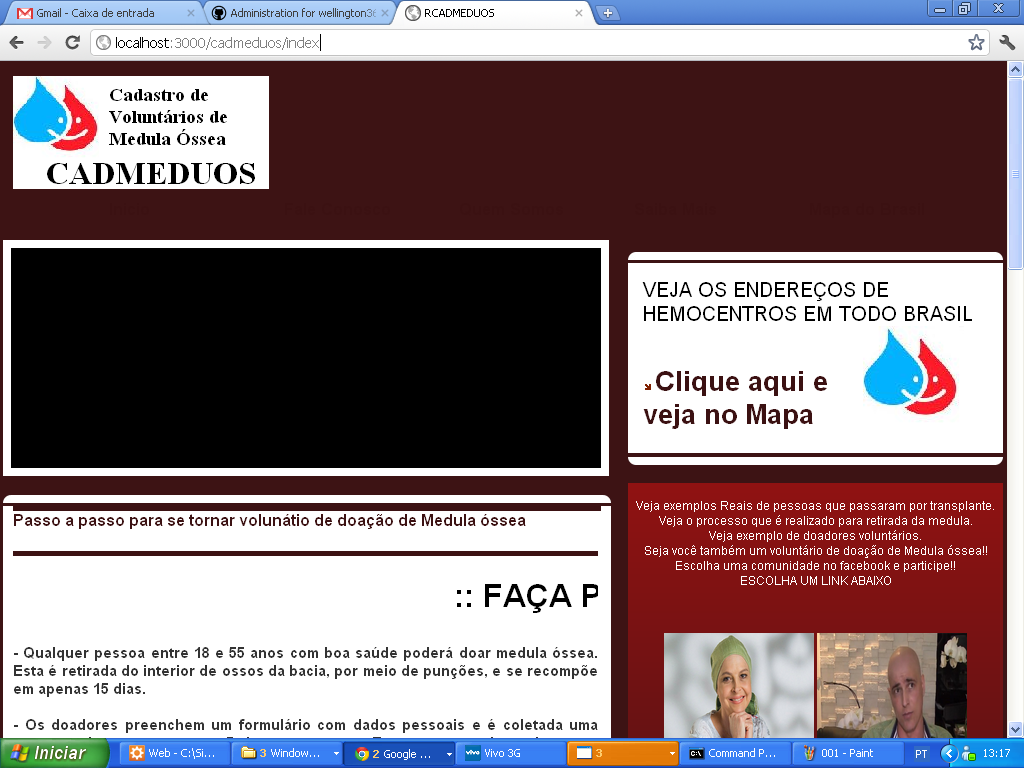 Gmail - Caixa de entrada
Administration for wellington36
RCADMEDUOS
localhost:3000/cadmeduos/index
Cadastro de
Voluntários de
Medula Óssea
CADMEDUOS
VEJA OS ENDEREÇOS DE
HEMOCENTROS EM TODO BRASIL
Clique aqui e
veja no Mapa
Passo a passo para se tornar volunátio de doação de Medula óssea
:: FAÇA P
- Qualquer pessoa entre 18 e 55 anos com boa saúde poderá doar medula óssea.
Esta é retirada do interior de ossos da bacia, por meio de punções, e se recompõe
em apenas 15 dias.
- Os doadores preenchem um formulário com dados pessoais e é coletada uma
Veja exemplos Reais de pessoas que passaram por transplante.
Veja o processo que é realizado para retirada da medula.
Veja exemplo de doadores voluntários.
Seja você também um voluntário de doação de Medula óssea!!
Escolha uma comunidade no facebook e participe!!
ESCOLHA UM LINK ABAIXO
Iniciar
Web - C:\Si...
3 Window...
2 Google ...
Vivo 3G
3
Command P...
001 - Paint
PT
13:17